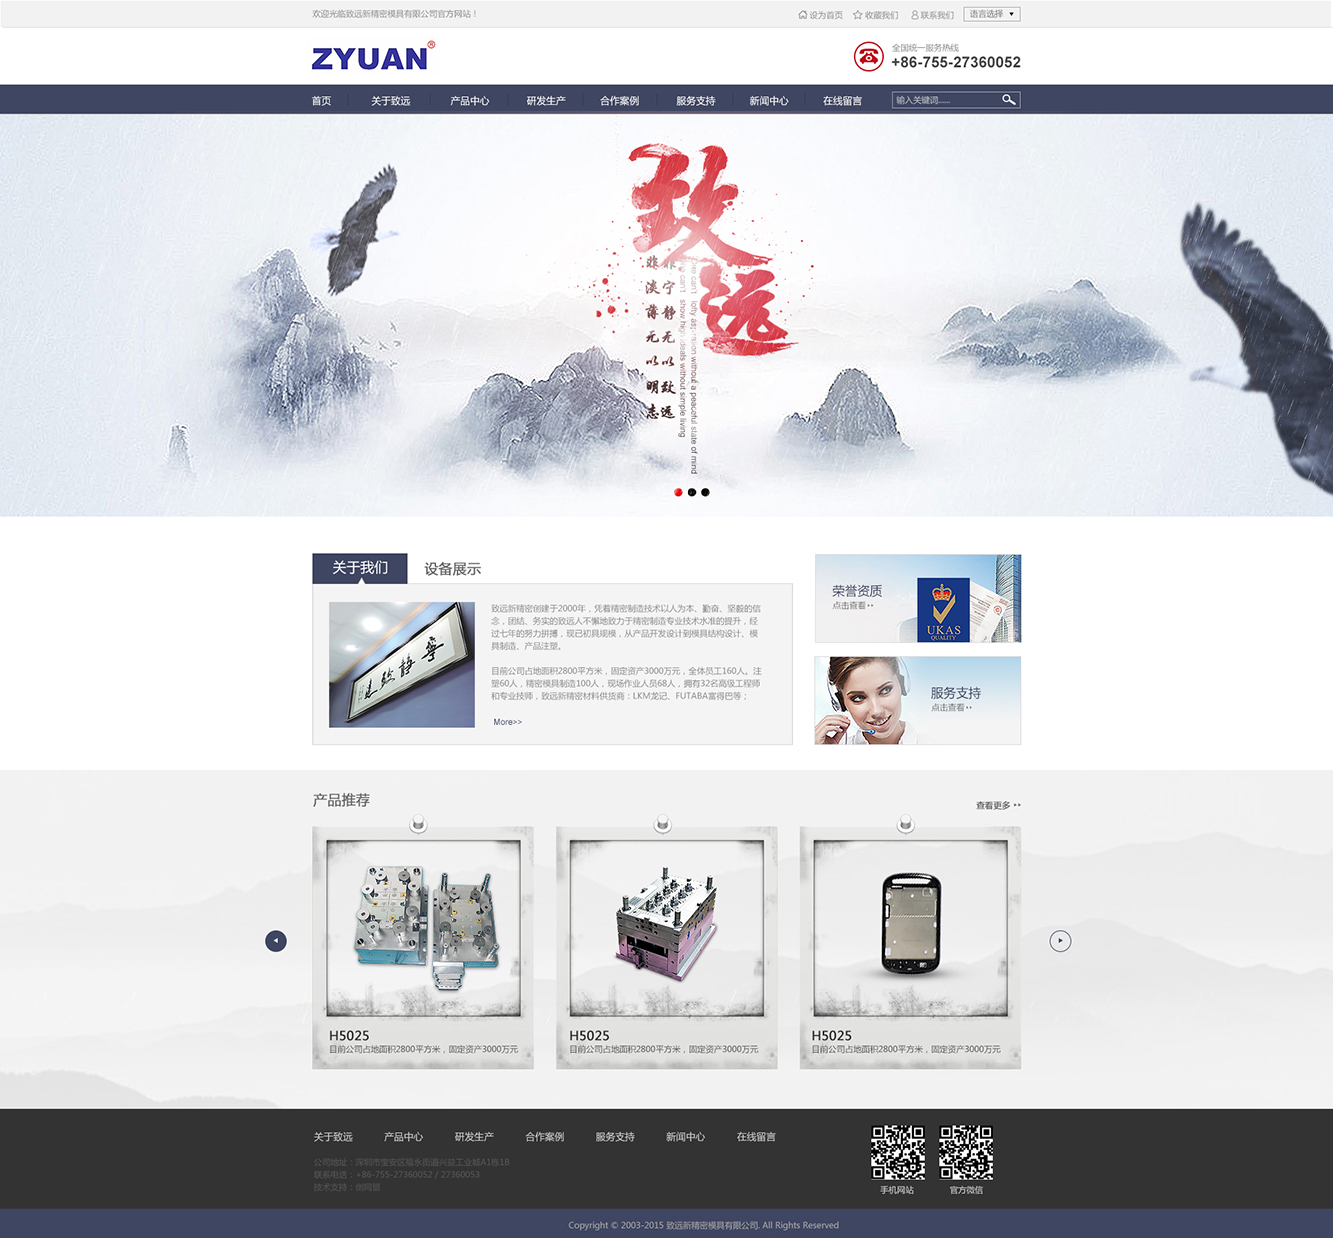 欢迎光临致远新精密模具有限公司官方网站！
设为首页 收藏我们 联系我们 语言选择
ZYUAN®
全国统一服务热线
+86-755-27360052
首页 关于致远 产品中心 研发生产 合作案例 服务支持 新闻中心 在线留言 输入关键词......
致远
非宁静无以致远
非淡薄无以明志
lofty aspiration without a peaceful state of mind
show high ideals without simple living
关于我们 设备展示
致远新精密创建于2000年，凭着精密制造技术以人为本、勤奋、坚毅的信
念，团结、务实的致远人不懈地致力于精密制造专业技术水准的提升，经
过七年的努力拼搏，现已初具规模，从产品开发设计到模具结构设计、模
具制造、产品注塑。
目前公司占地面积2800平方米，固定资产3000万元，全体员工160人。注
塑60人，精密模具制造100人，现场作业人员68人，拥有32名高级工程师
和专业技师，致远新精密材料供货商：LKM龙记、FUTABA富得巴等；
More>>
荣誉资质
点击查看
UKAS
QUALITY
服务支持
点击查看
产品推荐
查看更多
H5025
目前公司占地面积2800平方米，固定资产3000万元
H5025
目前公司占地面积2800平方米，固定资产3000万元
H5025
目前公司占地面积2800平方米，固定资产3000万元
关于致远 产品中心 研发生产 合作案例 服务支持 新闻中心 在线留言
公司地址：深圳市宝安区福永街道兴益工业城A1栋1B
联系电话：+86-755-27360052 / 27360053
技术支持：
手机网站 官方微信
Copyright © 2003-2015 致远新精密模具有限公司. All Rights Reserved